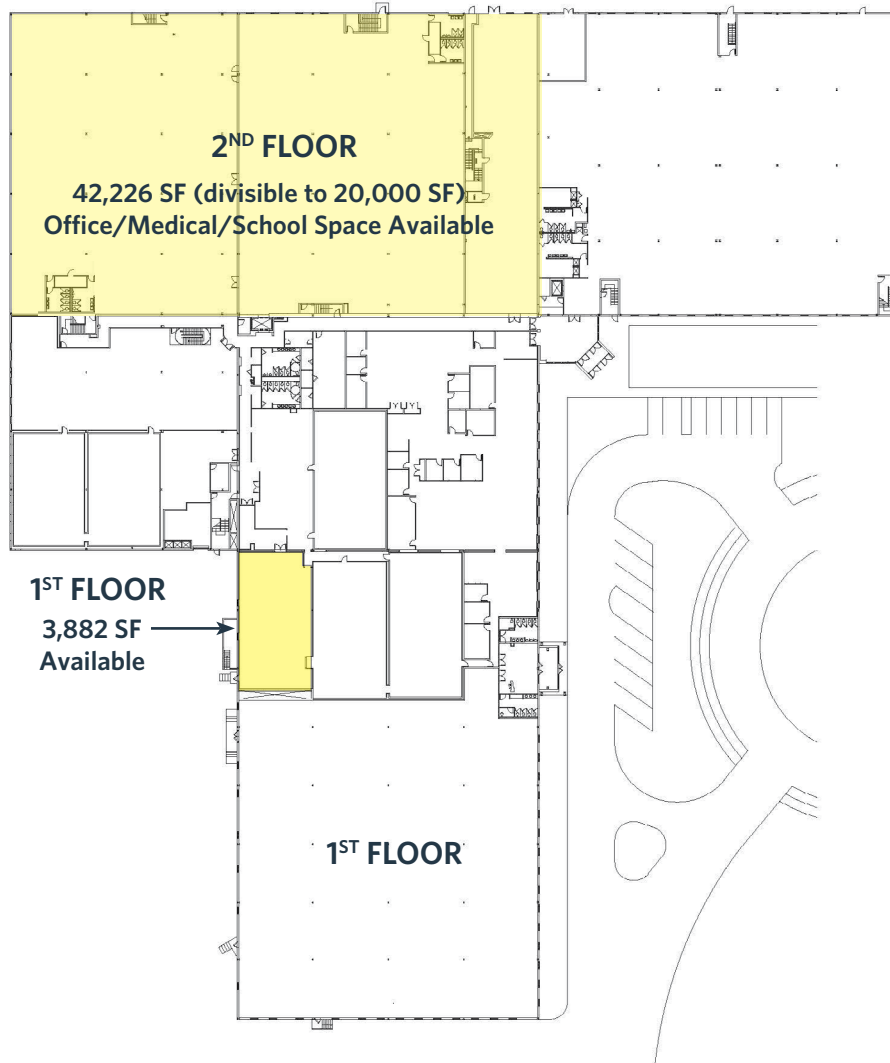 2ND FLOOR
42,226 SF (divisible to 20,000 SF)
Office/Medical/School Space Available
1ST FLOOR
3,882 SF
Available
1ST FLOOR